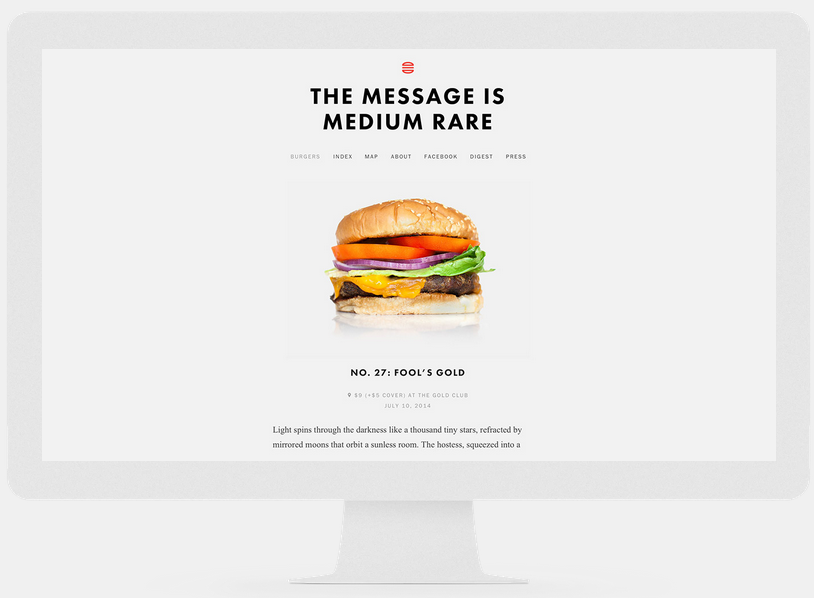 THE MESSAGE IS
MEDIUM RARE
BURGERS INDEX MAP ABOUT FACEBOOK DIGEST PRESS
NO. 27: FOOL'S GOLD
$9 (+$5 COVER) AT THE GOLD CLUB
JULY 10, 2014
Light spins through the darkness like a thousand tiny stars, refracted by
mirrored moons that orbit a sunless room. The hostess, squeezed into a